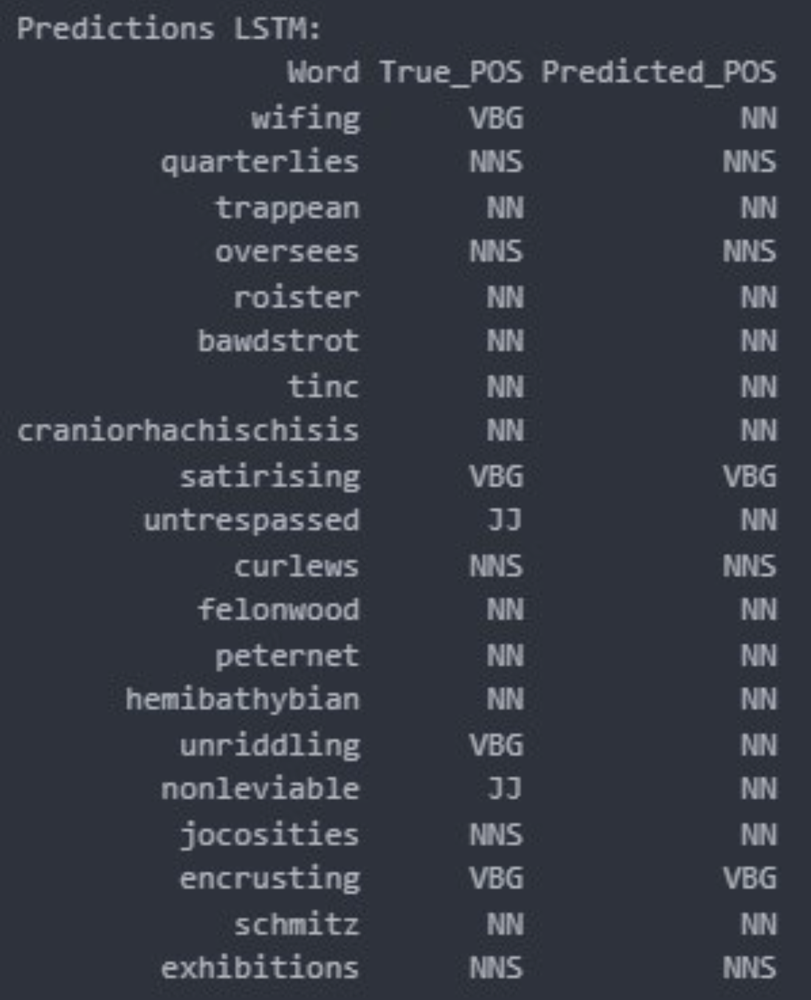 Predictions LSTM:
Word True_POS Predicted_POS
wifing VBG NN
quarterlies NNS NNS
trappean NN NN
oversees NNS NNS
roister NN NN
bawdstrot NN NN
tinc NN NN
craniorhachischisis NN NN
satirising VBG VBG
untrespassed JJ NN
curlews NNS NNS
felonwood NN NN
peternet NN NN
hemibathybian NN NN
unriddling VBG NN
nonleviable JJ NN
jocosities NNS NN
encrusting VBG VBG
schmitz NN NN
exhibitions NNS NNS